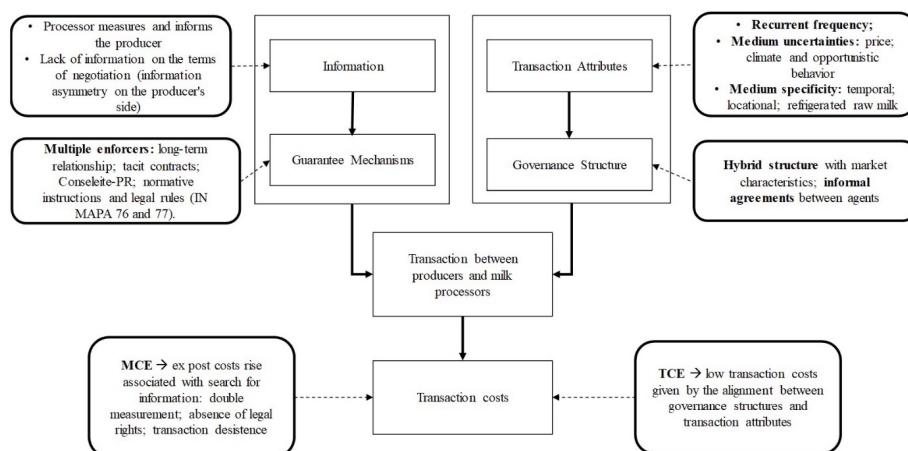 Processor measures and informs
the producer
Lack of information on the terms
of negotiation (information
asymmetry on the producer's
side)
Information
Transaction Attributes
Recurrent frequency;
Medium uncertainties: price;
climate and opportunistic
behavior
Medium specificity: temporal;
locational; refrigerated raw milk
Multiple enforcers: long-term
relationship; tacit contracts;
Conseleite-PR; normative
instructions and legal rules (IN
MAPA 76 and 77).
Guarantee Mechanisms
Governance Structure
Hybrid structure with market
characteristics; informal
agreements between agents
Transaction between
producers and milk
processors
MCE → ex post costs rise
associated with search for
information: double
measurement; absence of legal
rights; transaction desistence
Transaction costs
TCE → low transaction costs
given by the alignment between
governance structures and
transaction attributes